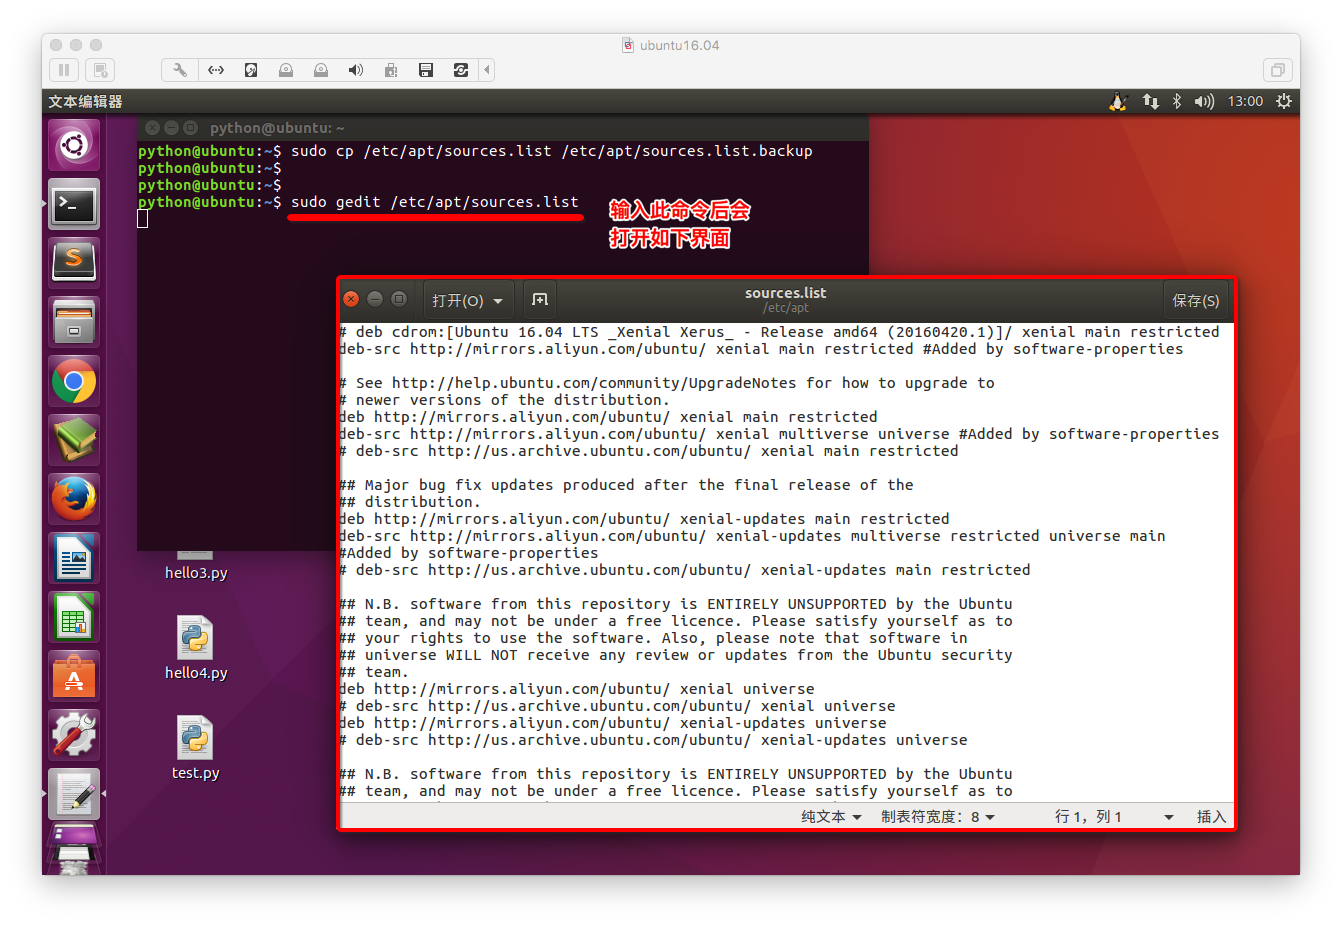 ubuntu16.04
文本编辑器
13:00
python@ubuntu: ~
python@ubuntu:~$ sudo cp /etc/apt/sources.list /etc/apt/sources.list.backup
python@ubuntu:~$
python@ubuntu:~$
python@ubuntu:~$ sudo gedit /etc/apt/sources.list
输入此命令后会
打开如下界面
打开(O)
sources.list
/etc/apt
保存(S)
# deb cdrom:[Ubuntu 16.04 LTS _Xenial Xerus_ - Release amd64 (20160420.1)]/ xenial main restricted
deb-src http://mirrors.aliyun.com/ubuntu/ xenial main restricted #Added by software-properties
# See http://help.ubuntu.com/community/UpgradeNotes for how to upgrade to
# newer versions of the distribution.
deb http://mirrors.aliyun.com/ubuntu/ xenial main restricted
deb-src http://mirrors.aliyun.com/ubuntu/ xenial multiverse universe #Added by software-properties
# deb-src http://us.archive.ubuntu.com/ubuntu/ xenial main restricted
## Major bug fix updates produced after the final release of the
## distribution.
deb http://mirrors.aliyun.com/ubuntu/ xenial-updates main restricted
deb-src http://mirrors.aliyun.com/ubuntu/ xenial-updates multiverse restricted universe main
#Added by software-properties
# deb-src http://us.archive.ubuntu.com/ubuntu/ xenial-updates main restricted
## N.B. software from this repository is ENTIRELY UNSUPPORTED by the Ubuntu
## team, and may not be under a free licence. Please satisfy yourself as to
## your rights to use the software. Also, please note that software in
## universe WILL NOT receive any review or updates from the Ubuntu security
## team.
deb http://mirrors.aliyun.com/ubuntu/ xenial universe
# deb-src http://us.archive.ubuntu.com/ubuntu/ xenial universe
deb http://mirrors.aliyun.com/ubuntu/ xenial-updates universe
# deb-src http://us.archive.ubuntu.com/ubuntu/ xenial-updates universe
## N.B. software from this repository is ENTIRELY UNSUPPORTED by the Ubuntu
## team, and may not be under a free licence. Please satisfy yourself as to
纯文本
制表符宽度：8
行 1，列 1
插入
hello3.py
hello4.py
test.py